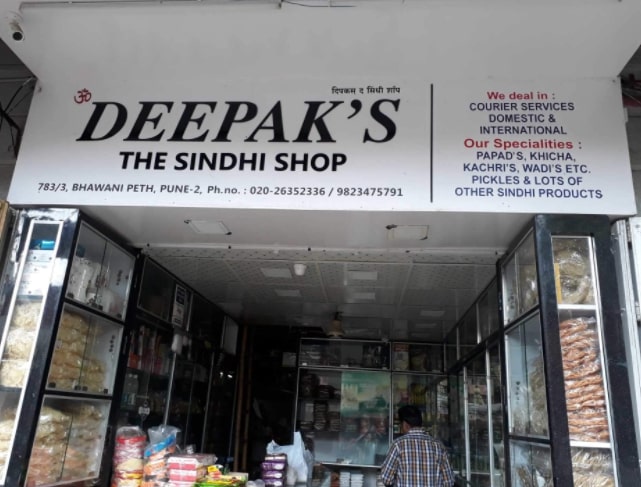 दिपकस् द सिंधी शॉप
ॐ DEEPAK'S
THE SINDHI SHOP
783/3, BHAWANI PETH, PUNE-2, Ph.no. : 020-26352336 / 9823475791
We deal in :
COURIER SERVICES
DOMESTIC &
INTERNATIONAL
Our Specialities :
PAPAD'S, KHICHA,
KACHRI'S, WADI'S ETC.
PICKLES & LOTS OF
OTHER SINDHI PRODUCTS